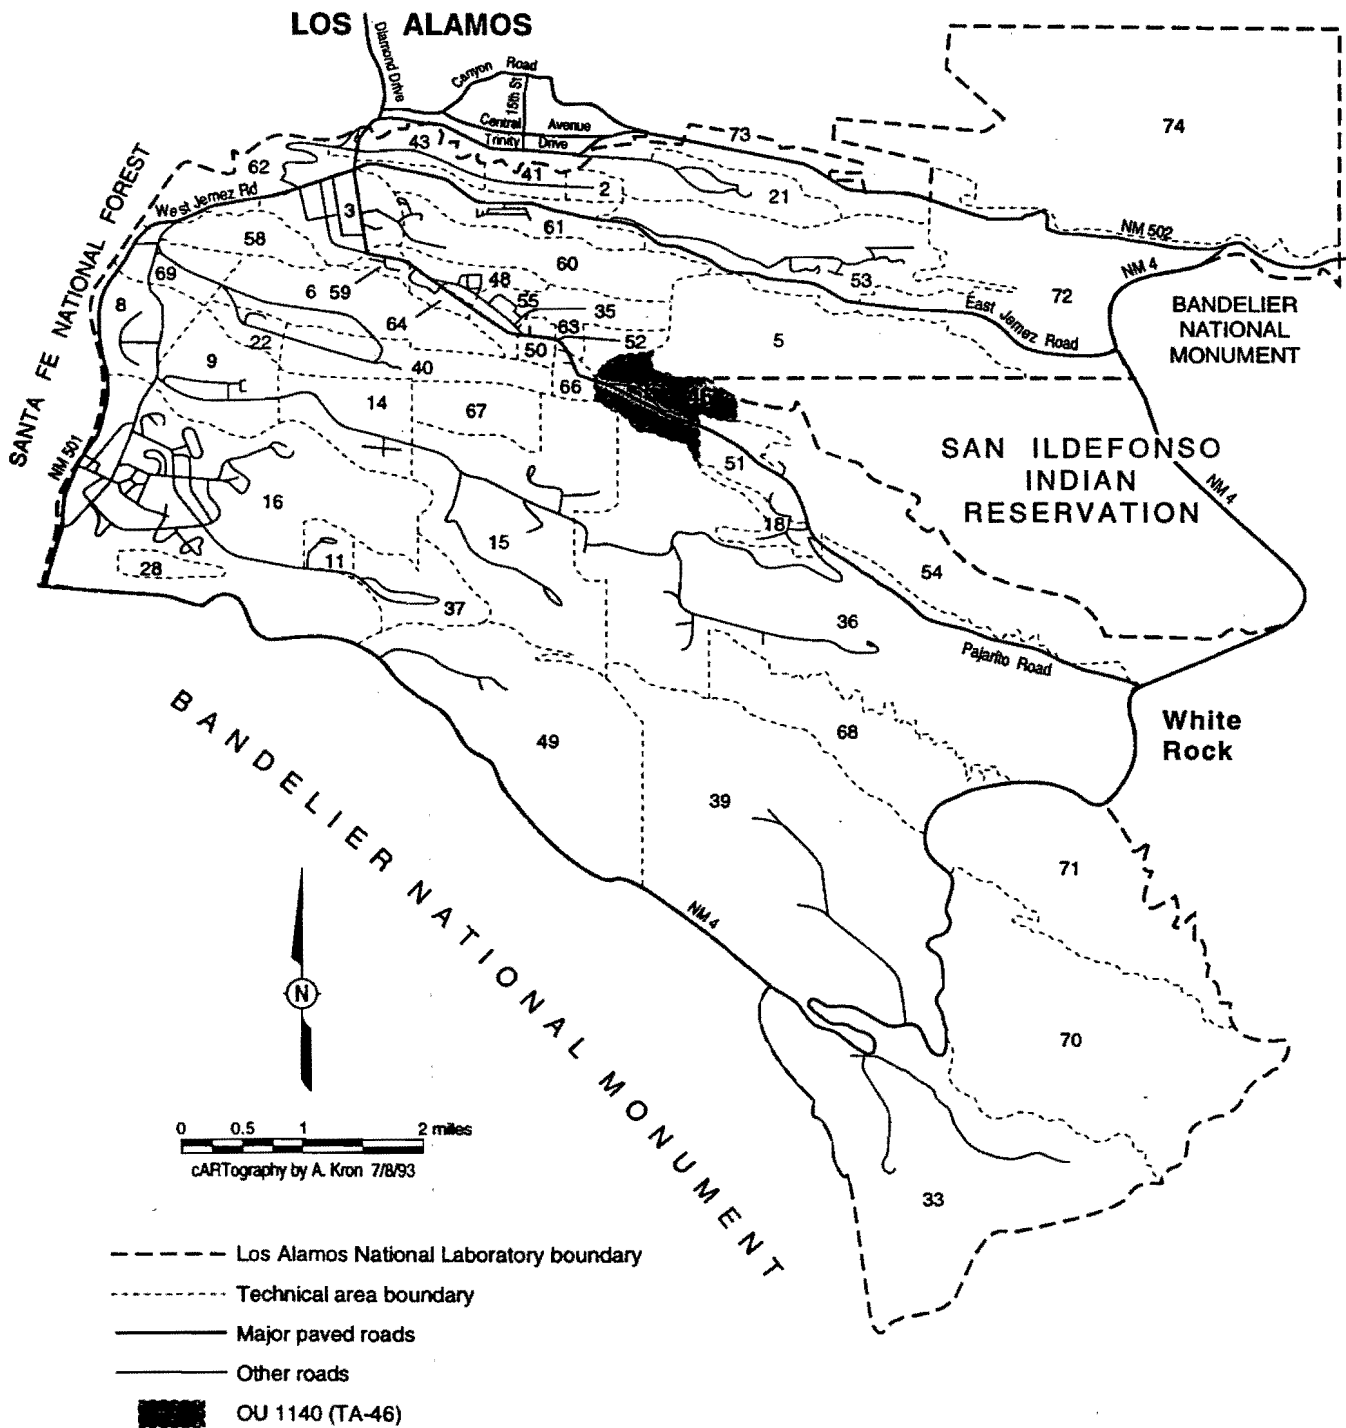 LOS ALAMOS
Diamond Drive
Canyon Road
15th St
Central Avenue
Trinity Drive
73
74
43
62
41
2
21
SANTA FE NATIONAL FOREST
West Jemez Rd
3
61
58
NM 502
60
NM 4
69
48
53
72
6
59
8
55
35
East Jemez Road
BANDELIER
NATIONAL
MONUMENT
64
63
22
50
52
5
9
40
66
14
67
NM 501
51
SAN ILDEFONSO
INDIAN
RESERVATION
NM 4
16
18
15
28
11
54
37
36
Pajarito Road
BANDELIER NATIONAL MONUMENT
White
Rock
49
68
39
71
NM 4
N
70
0 0.5 1 2 miles
cARTography by A. Kron 7/8/93
33
Los Alamos National Laboratory boundary
Technical area boundary
Major paved roads
Other roads
OU 1140 (TA-46)